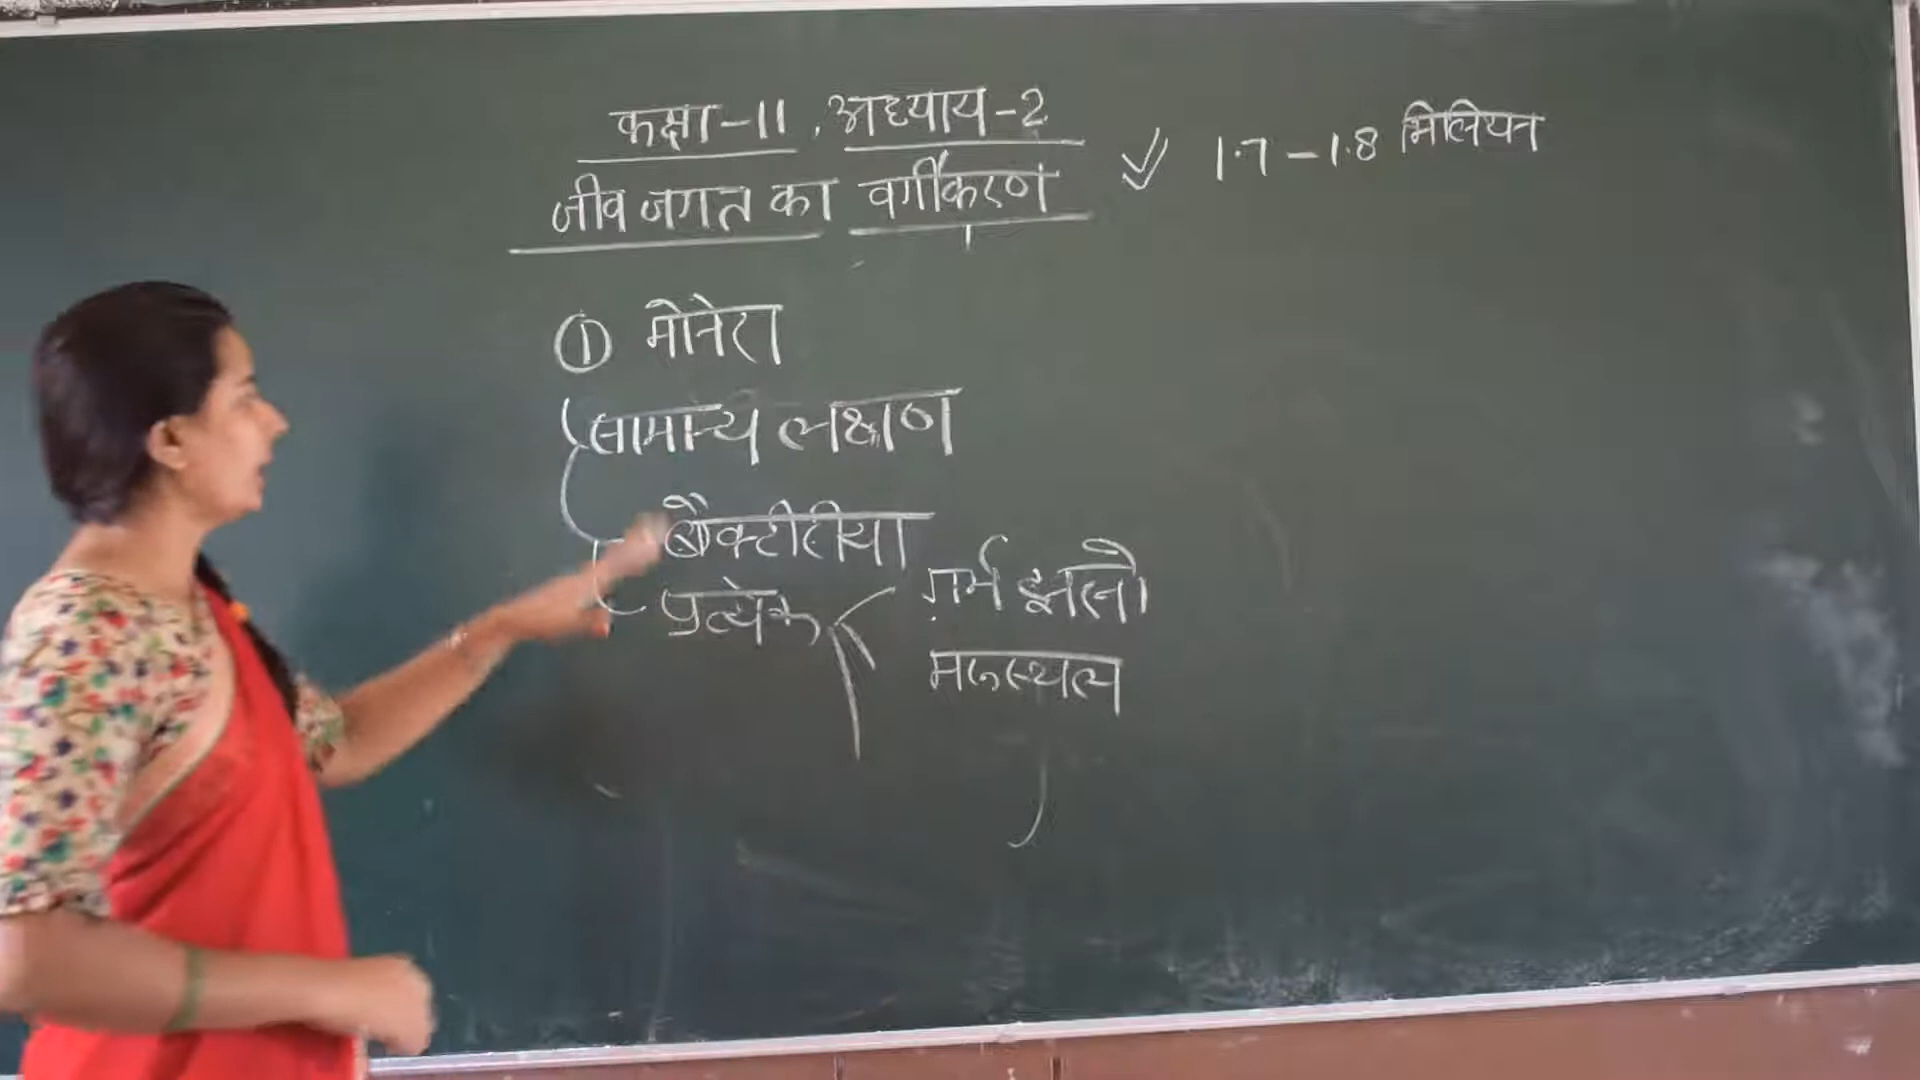 कक्षा-11, अध्याय-2
जीव जगत का वर्गीकरण
1.7-1.8 मिलियन
① मोनेरा
सामान्य लक्षण
बैक्टीरीया
प्रत्येक
गर्म झलो
मरुस्थल